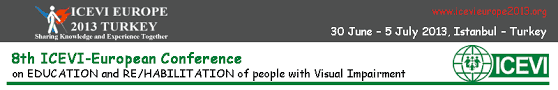 ICEVI EUROPE
2013 TURKEY
Sharing Knowledge and Experience Together
www.icevieurope2013.org
30 June – 5 July 2013, Istanbul – Turkey
8th ICEVI-European Conference
on EDUCATION and RE/HABILITATION of people with Visual Impairment
ICEVI